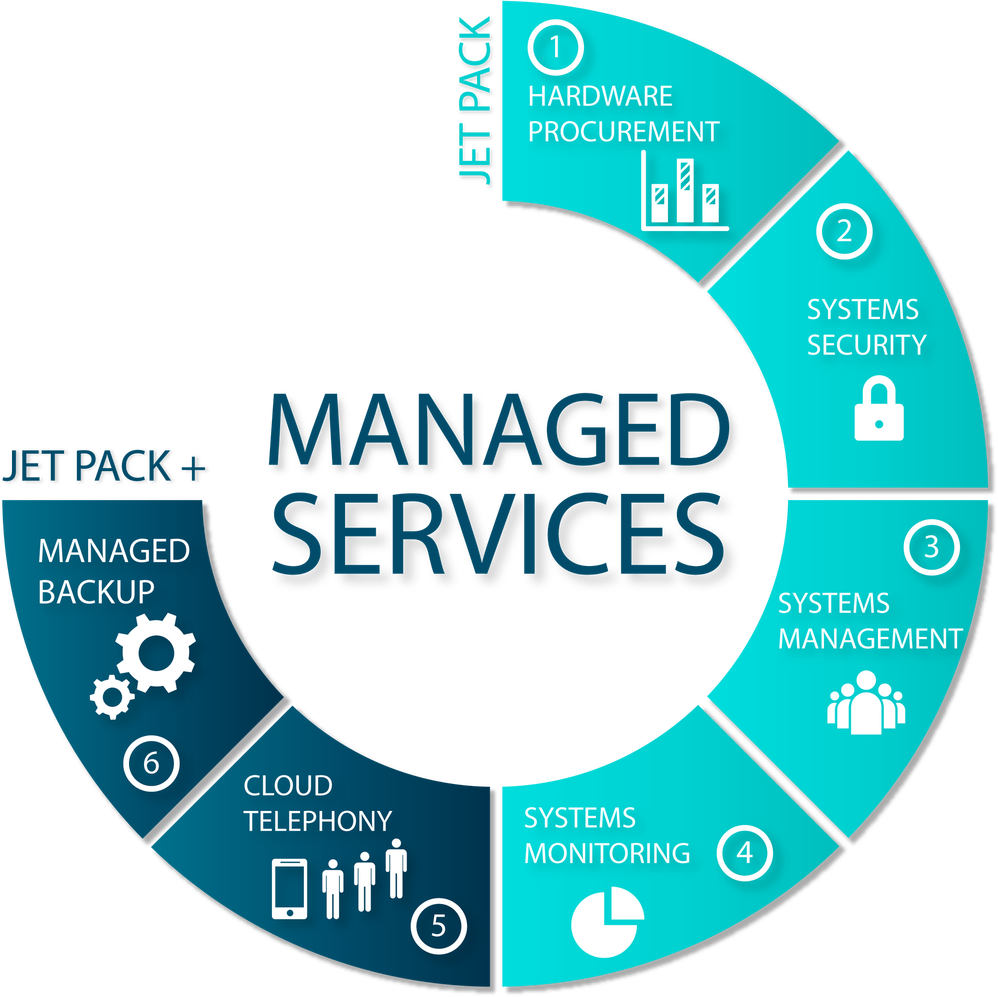 JET PACK
1
HARDWARE
PROCUREMENT
2
SYSTEMS
SECURITY
3
SYSTEMS
MANAGEMENT
SYSTEMS
MONITORING
4
CLOUD
TELEPHONY
5
JET PACK +
MANAGED
BACKUP
6
MANAGED
SERVICES